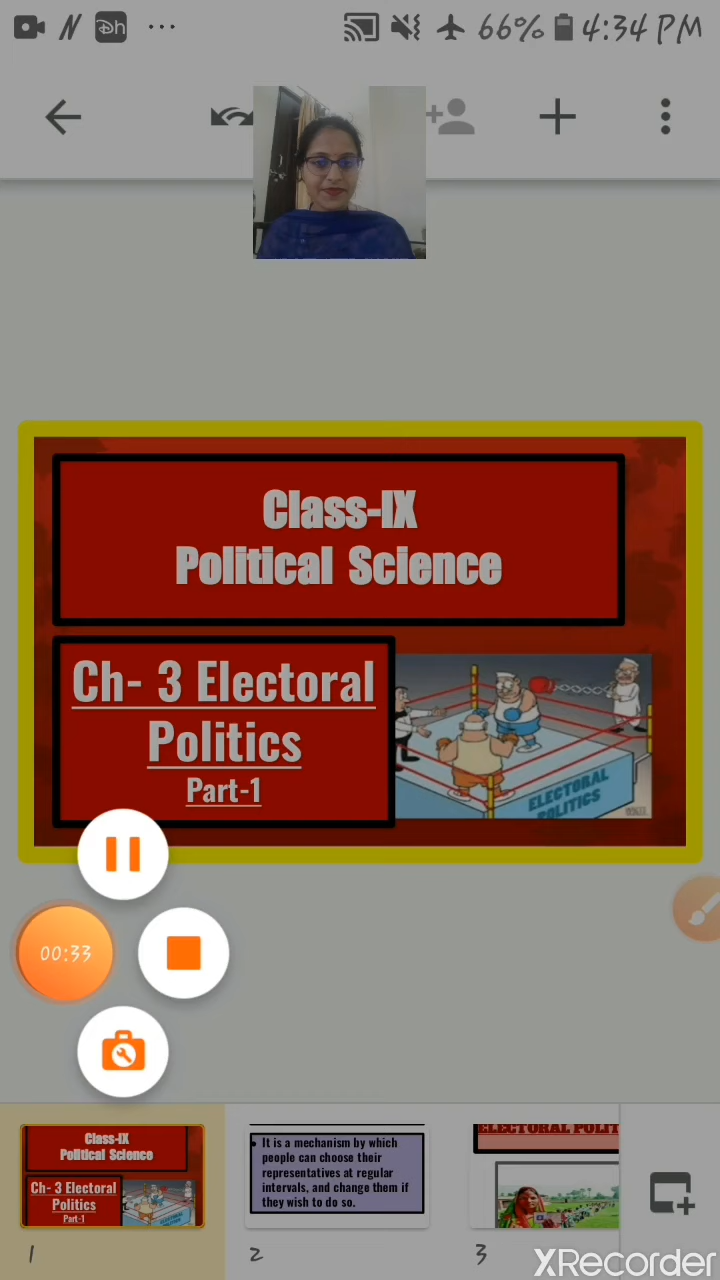 N Dh ... 66% 4:34 PM
Class-IX
Political Science
Ch- 3 Electoral
Politics
Part-1
ELECTORAL
POLITICS
00:33
Class-IX
Political Science
Ch- 3 Electoral
Politics
Part-1
• It is a mechanism by which
people can choose their
representatives at regular
intervals, and change them if
they wish to do so.
ELECTORAL POLIT
1 2 3
XRecorder